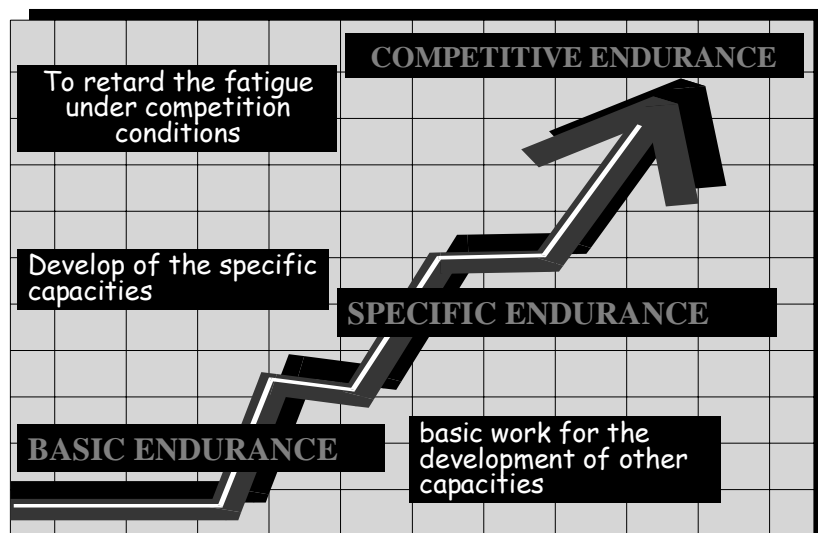 COMPETITIVE ENDURANCE
To retard the fatigue
under competition
conditions
Develop of the specific
capacities
SPECIFIC ENDURANCE
BASIC ENDURANCE
basic work for the
development of other
capacities